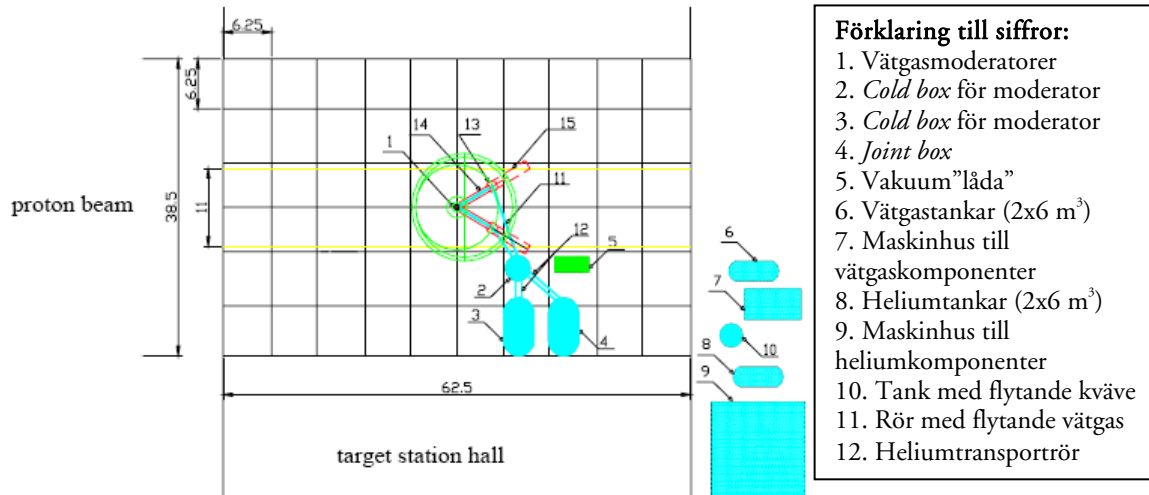 6.25
6.25
14
13
15
1
11
proton beam
38.5
11
12
5
6
2
7
3
4
10
8
62.5
9
target station hall
Förklaring till siffror:
1. Vätgasmoderatorer
2. Cold box för moderator
3. Cold box för moderator
4. Joint box
5. Vakuum”låda”
6. Vätgastankar (2x6 m³)
7. Maskinhus till
vätgaskomponenter
8. Heliumtankar (2x6 m³)
9. Maskinhus till
heliumkomponenter
10. Tank med flytande kväve
11. Rör med flytande vätgas
12. Heliumtransportrör